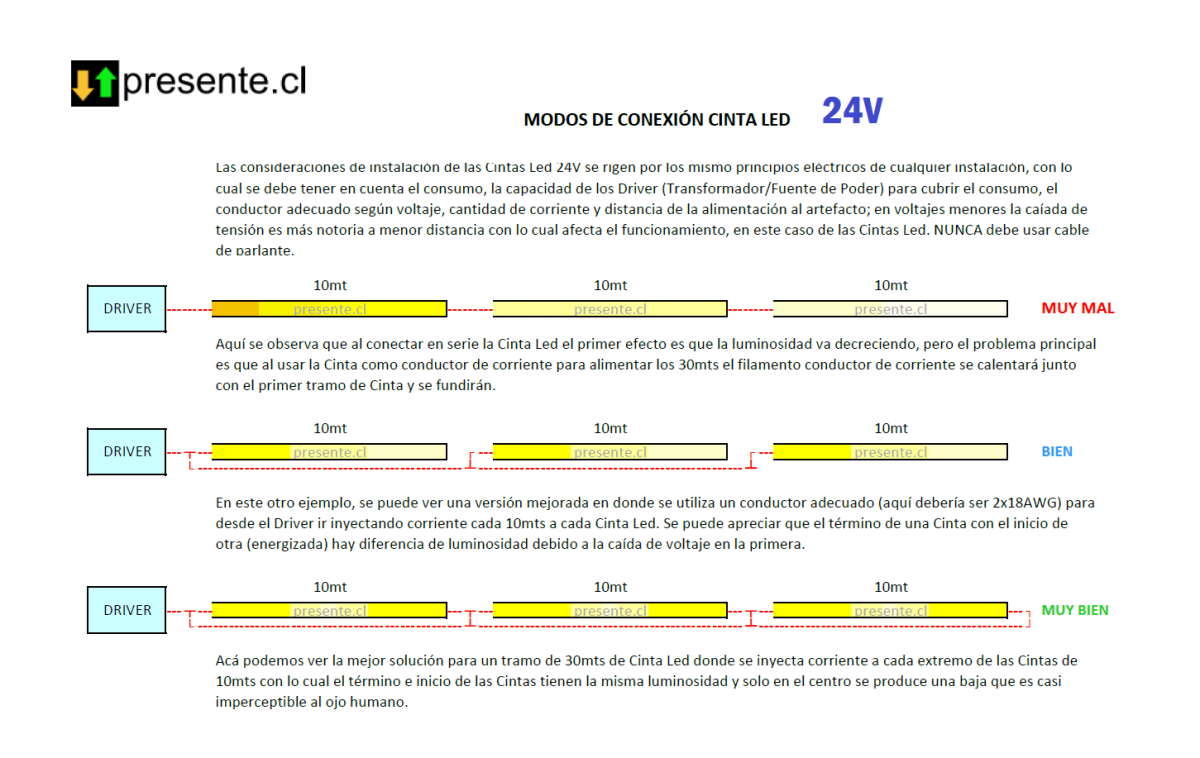 presente.cl
MODOS DE CONEXIÓN CINTA LED 24V
Las consideraciones de instalación de las Cintas Led 24V se rigen por los mismo principios eléctricos de cualquier instalación, con lo
cual se debe tener en cuenta el consumo, la capacidad de los Driver (Transformador/Fuente de Poder) para cubrir el consumo, el
conductor adecuado según voltaje, cantidad de corriente y distancia de la alimentación al artefacto; en voltajes menores la caíada de
tensión es más notoria a menor distancia con lo cual afecta el funcionamiento, en este caso de las Cintas Led. NUNCA debe usar cable
de parlante.
10mt 10mt 10mt
DRIVER presente.cl presente.cl presente.cl MUY MAL
Aquí se observa que al conectar en serie la Cinta Led el primer efecto es que la luminosidad va decreciendo, pero el problema principal
es que al usar la Cinta como conductor de corriente para alimentar los 30mts el filamento conductor de corriente se calentará junto
con el primer tramo de Cinta y se fundirán.
10mt 10mt 10mt
DRIVER presente.cl presente.cl presente.cl BIEN
En este otro ejemplo, se puede ver una versión mejorada en donde se utiliza un conductor adecuado (aquí debería ser 2x18AWG) para
desde el Driver ir inyectando corriente cada 10mts a cada Cinta Led. Se puede apreciar que el término de una Cinta con el inicio de
otra (energizada) hay diferencia de luminosidad debido a la caída de voltaje en la primera.
10mt 10mt 10mt
DRIVER presente.cl presente.cl presente.cl MUY BIEN
Acá podemos ver la mejor solución para un tramo de 30mts de Cinta Led donde se inyecta corriente a cada extremo de las Cintas de
10mts con lo cual el término e inicio de las Cintas tienen la misma luminosidad y solo en el centro se produce una baja que es casi
imperceptible al ojo humano.